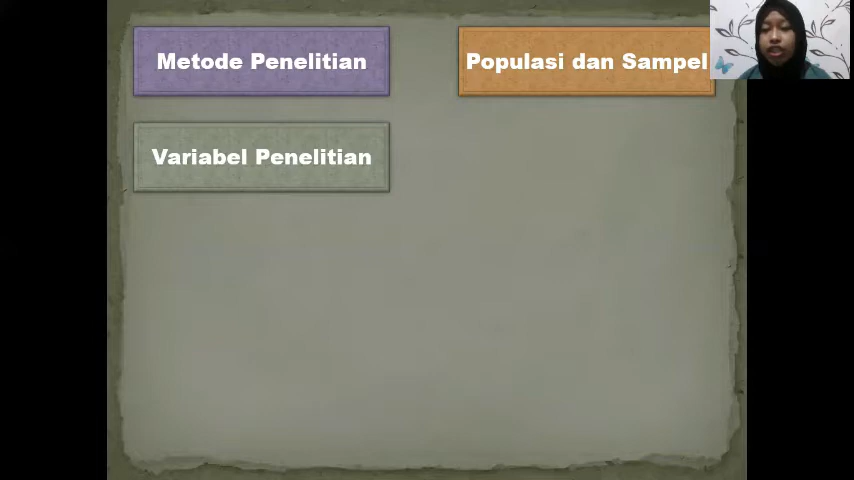 Metode Penelitian
Populasi dan Sampel
Variabel Penelitian